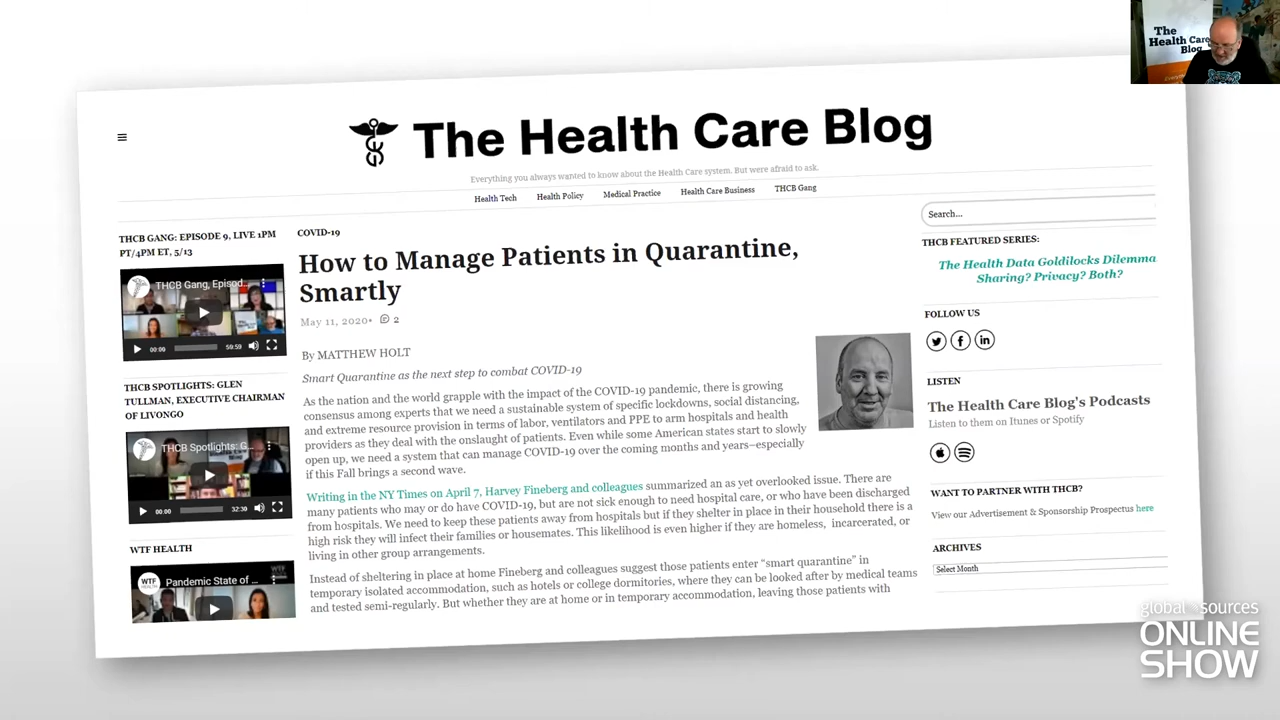 The
Health Care
Blog
The Health Care Blog
Everything you always wanted to know about the Health Care system. But were afraid to ask.
Health Tech
Health Policy
Medical Practice
Health Care Business
THCB Gang
THCB GANG: EPISODE 9, LIVE 1PM
PT/4PM ET, 5/13
THCB Gang, Episod...
00:00
59:59
THCB SPOTLIGHTS: GLEN
TULLMAN, EXECUTIVE CHAIRMAN
OF LIVONGO
THCB Spotlights: G...
00:00
32:30
WTF HEALTH
WTF
HEALTH
Pandemic State of ...
COVID-19
How to Manage Patients in Quarantine,
Smartly
May 11, 2020•
2
By MATTHEW HOLT
Smart Quarantine as the next step to combat COVID-19
As the nation and the world grapple with the impact of the COVID-19 pandemic, there is growing
consensus among experts that we need a sustainable system of specific lockdowns, social distancing,
and extreme resource provision in terms of labor, ventilators and PPE to arm hospitals and health
providers as they deal with the onslaught of patients. Even while some American states start to slowly
open up, we need a system that can manage COVID-19 over the coming months and years–especially
if this Fall brings a second wave.
Writing in the NY Times on April 7, Harvey Fineberg and colleagues summarized an as yet overlooked issue. There are
many patients who may or do have COVID-19, but are not sick enough to need hospital care, or who have been discharged
from hospitals. We need to keep these patients away from hospitals but if they shelter in place in their household there is a
high risk they will infect their families or housemates. This likelihood is even higher if they are homeless, incarcerated, or
living in other group arrangements.
Instead of sheltering in place at home Fineberg and colleagues suggest those patients enter “smart quarantine” in
temporary isolated accommodation, such as hotels or college dormitories, where they can be looked after by medical teams
and tested semi-regularly. But whether they are at home or in temporary accommodation, leaving those patients with
Search...
THCB FEATURED SERIES:
The Health Data Goldilocks Dilemma
Sharing? Privacy? Both?
FOLLOW US
LISTEN
The Health Care Blog's Podcasts
Listen to them on Itunes or Spotify
WANT TO PARTNER WITH THCB?
View our Advertisement & Sponsorship Prospectus here
ARCHIVES
Select Month
global sources
ONLINE
SHOW